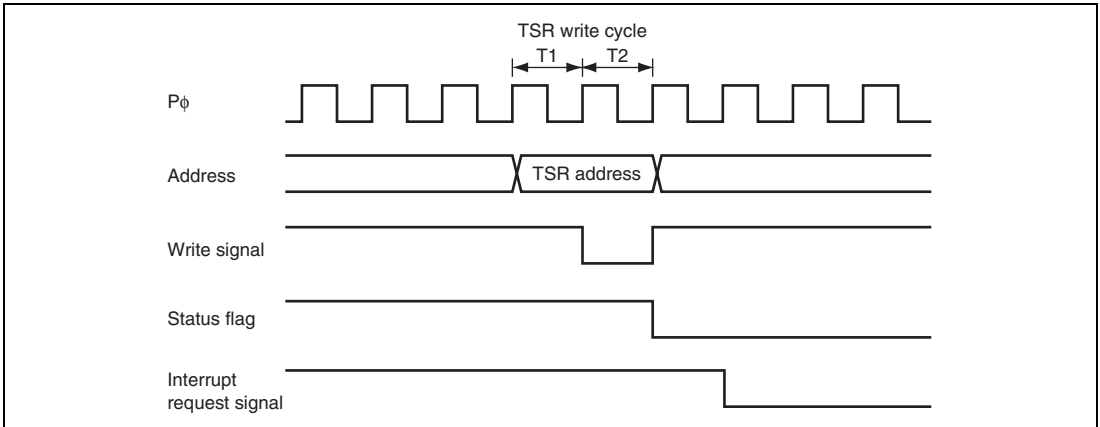 TSR write cycle
T1 T2
Pϕ
Address
TSR address
Write signal
Status flag
Interrupt
request signal